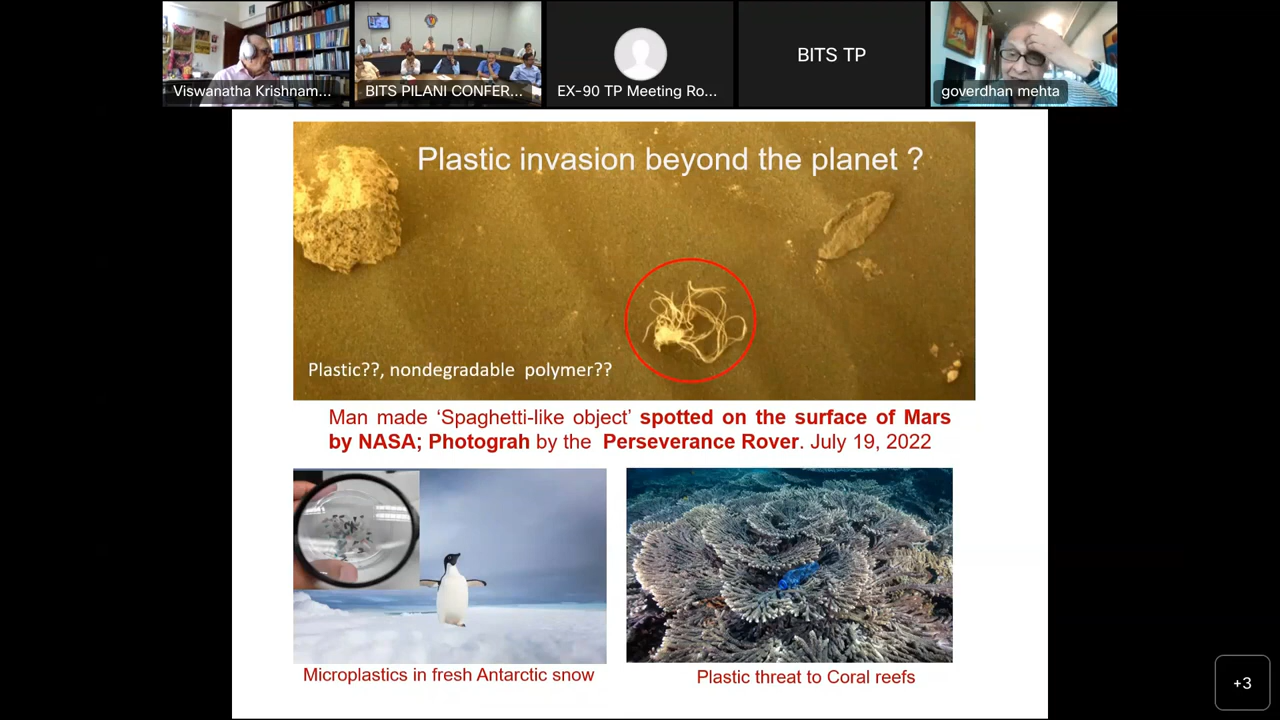 Viswanatha Krishnam...
BITS PILANI CONFER...
EX-90 TP Meeting Ro...
BITS TP
goverdhan mehta
Plastic invasion beyond the planet ?
Plastic??, nondegradable polymer??
Man made ‘Spaghetti-like object’ spotted on the surface of Mars
by NASA; Photograh by the Perseverance Rover. July 19, 2022
Microplastics in fresh Antarctic snow
Plastic threat to Coral reefs
+3